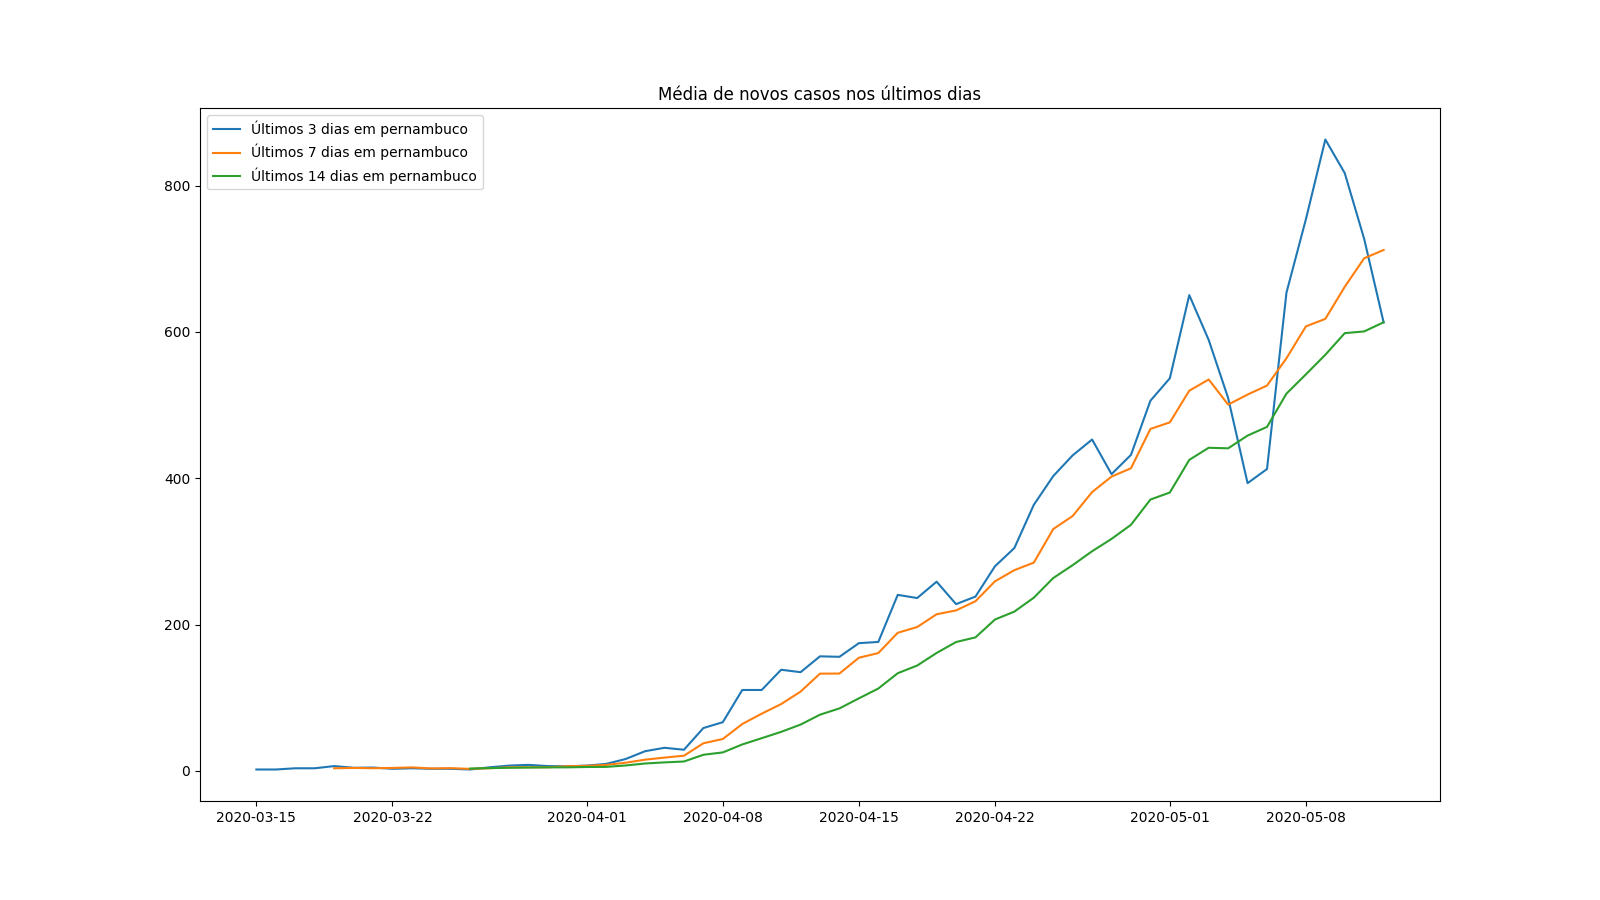 Média de novos casos nos últimos dias
Últimos 3 dias em pernambuco
Últimos 7 dias em pernambuco
Últimos 14 dias em pernambuco
800
600
400
200
0
2020-03-15 2020-03-22 2020-04-01 2020-04-08 2020-04-15 2020-04-22 2020-05-01 2020-05-08